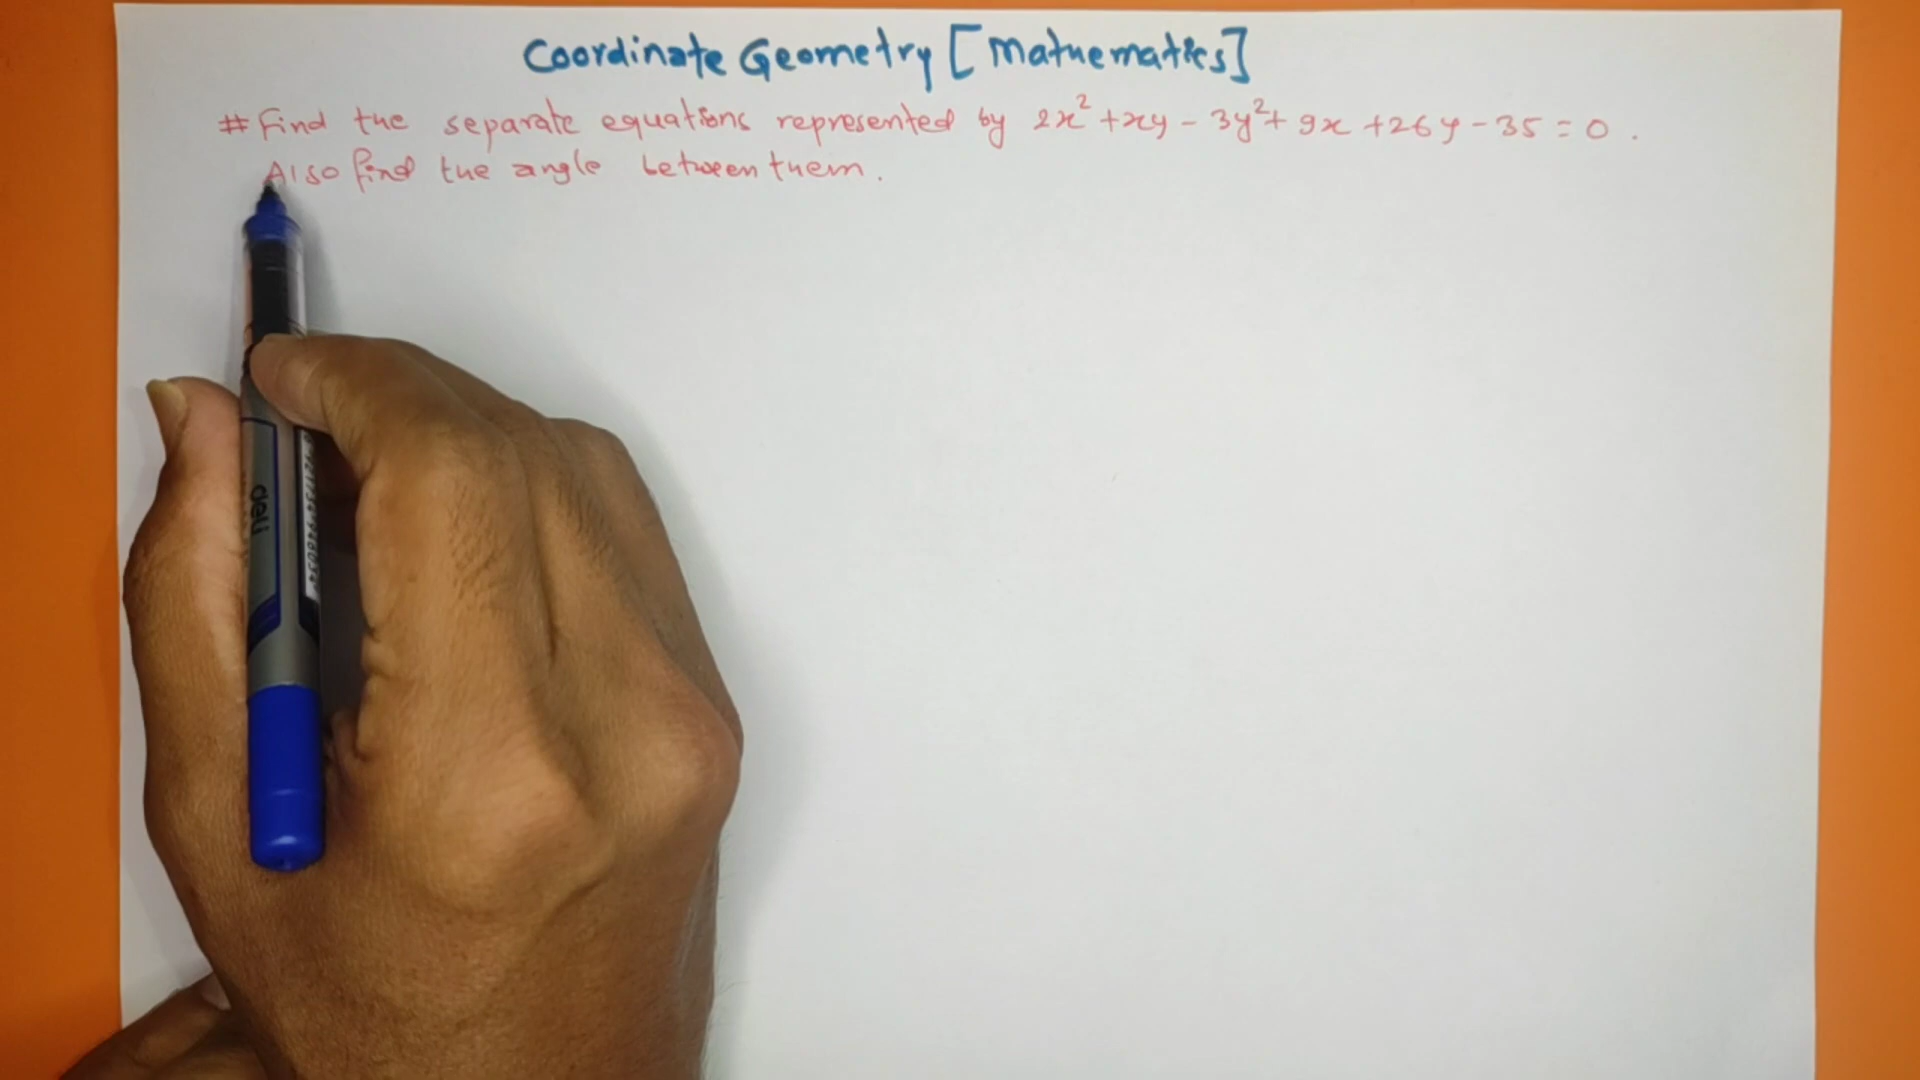 Coordinate Geometry [Mathematics]
# Find the separate equations represented by 2x² + xy - 3y² + 9x + 26y - 35 = 0 .
Also find the angle between them.
deli